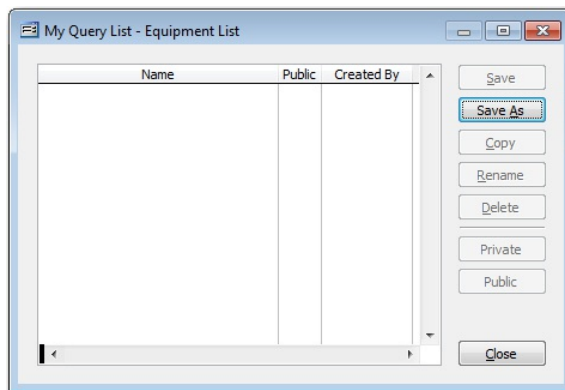 My Query List - Equipment List
Name Public Created By
Save
Save As
Copy
Rename
Delete
Private
Public
Close